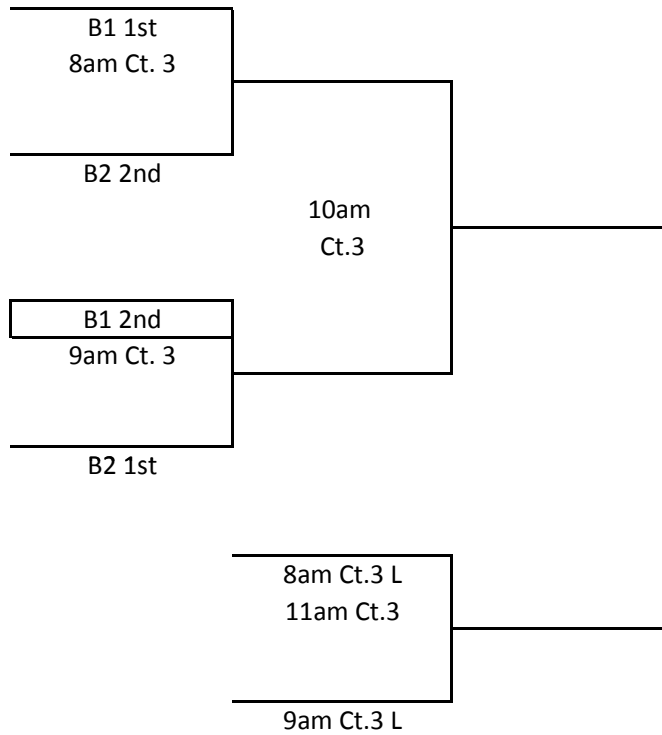 B1 1st
8am Ct. 3
B2 2nd
10am
Ct.3
B1 2nd
9am Ct. 3
B2 1st
8am Ct.3 L
11am Ct.3
9am Ct.3 L